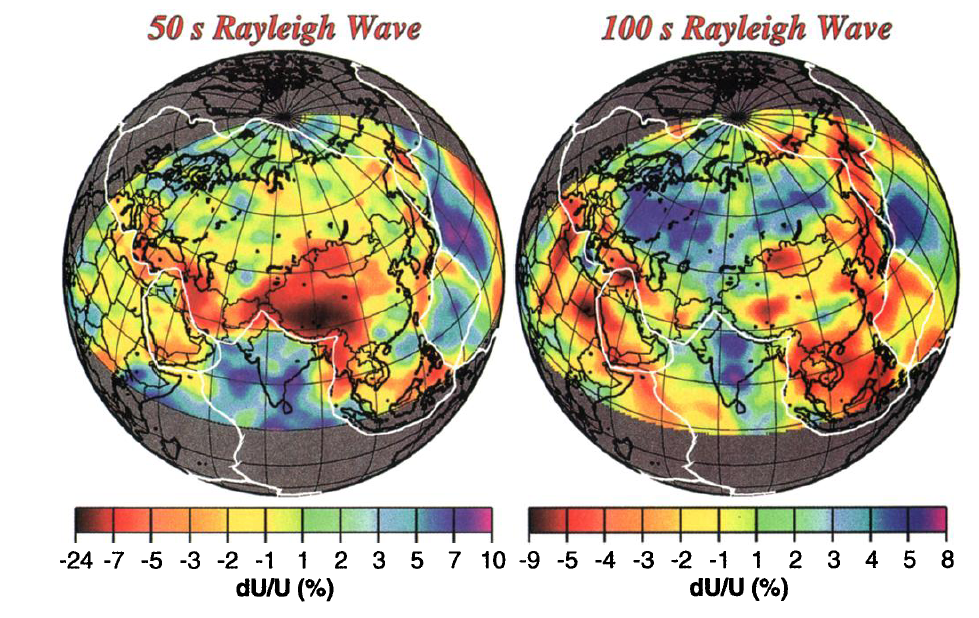 50 s Rayleigh Wave
100 s Rayleigh Wave
-24 -7 -5 -3 -2 -1 1 2 3 5 7 10
dU/U (%)
-9 -5 -4 -3 -2 -1 1 2 3 4 5 8
dU/U (%)